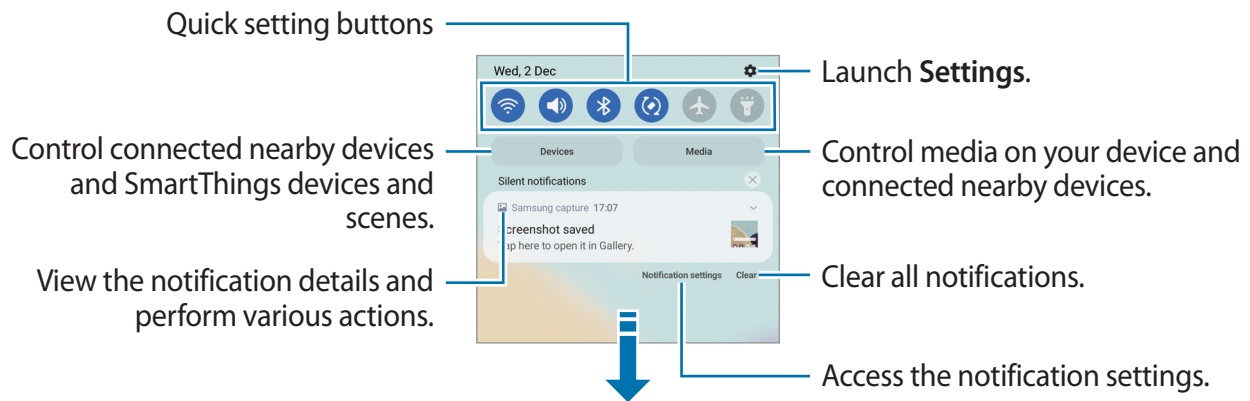 Quick setting buttons
Wed, 2 Dec
Launch Settings.
Control connected nearby devices
and SmartThings devices and
scenes.
Devices
Media
Control media on your device and
connected nearby devices.
Silent notifications
Samsung capture 17:07
creenshot saved
ap here to open it in Gallery.
View the notification details and
perform various actions.
Notification settings
Clear
Clear all notifications.
Access the notification settings.